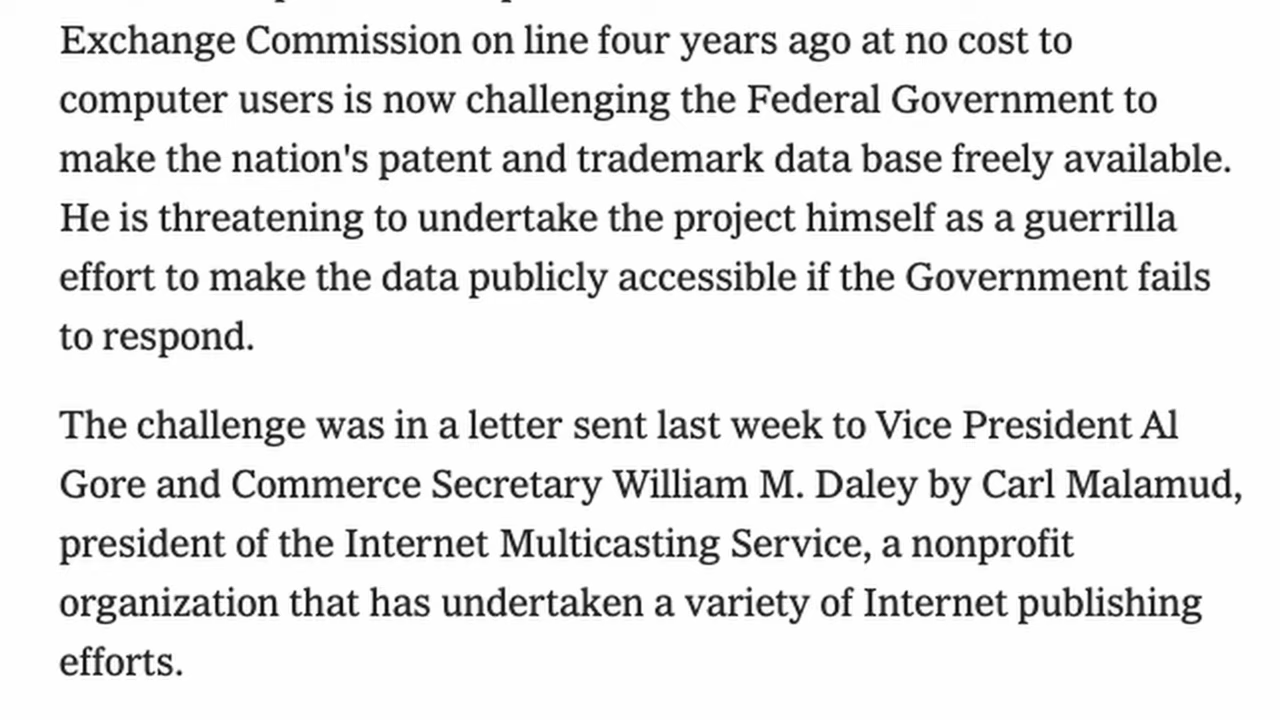 Exchange Commission on line four years ago at no cost to
computer users is now challenging the Federal Government to
make the nation's patent and trademark data base freely available.
He is threatening to undertake the project himself as a guerrilla
effort to make the data publicly accessible if the Government fails
to respond.
The challenge was in a letter sent last week to Vice President Al
Gore and Commerce Secretary William M. Daley by Carl Malamud,
president of the Internet Multicasting Service, a nonprofit
organization that has undertaken a variety of Internet publishing
efforts.